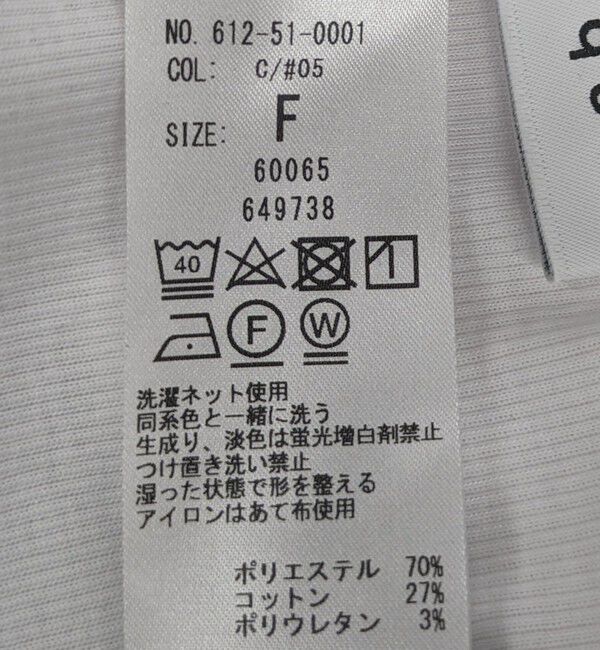 NO. 612-51-0001
COL: C/#05
SIZE: F
60065
649738
40
F W
洗濯ネット使用
同系色と一緒に洗う
生成り、淡色は蛍光増白剤禁止
つけ置き洗い禁止
湿った状態で形を整える
アイロンはあて布使用
ポリエステル 70%
コットン 27%
ポリウレタン 3%